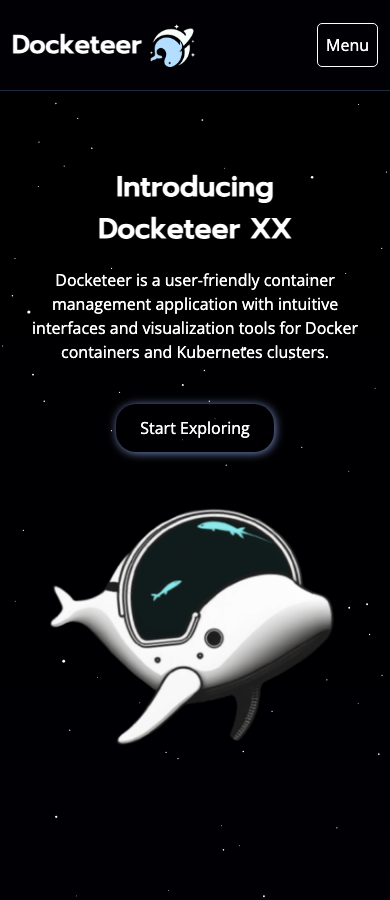 Docketeer
Menu
Introducing
Docketeer XX
Docketeer is a user-friendly container
management application with intuitive
interfaces and visualization tools for Docker
containers and Kubernetes clusters.
Start Exploring